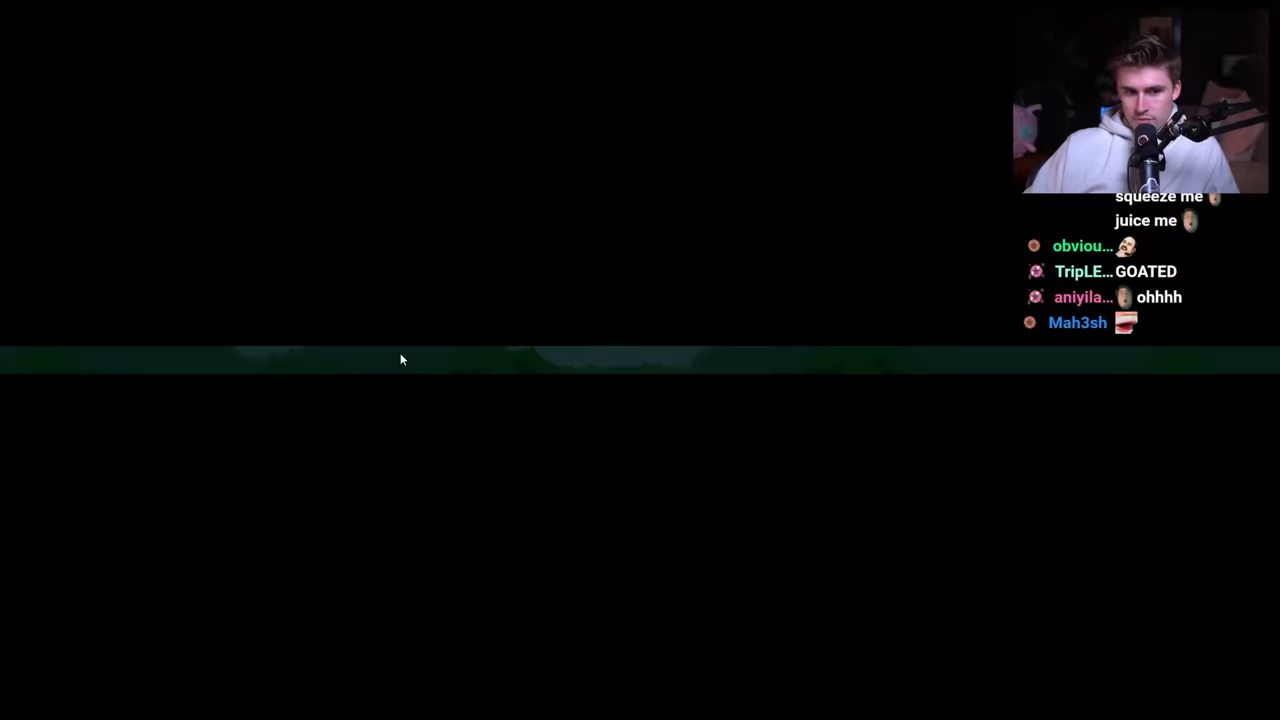 squeeze me
juice me
obviou...
TripLE... GOATED
aniyila... ohhhh
Mah3sh